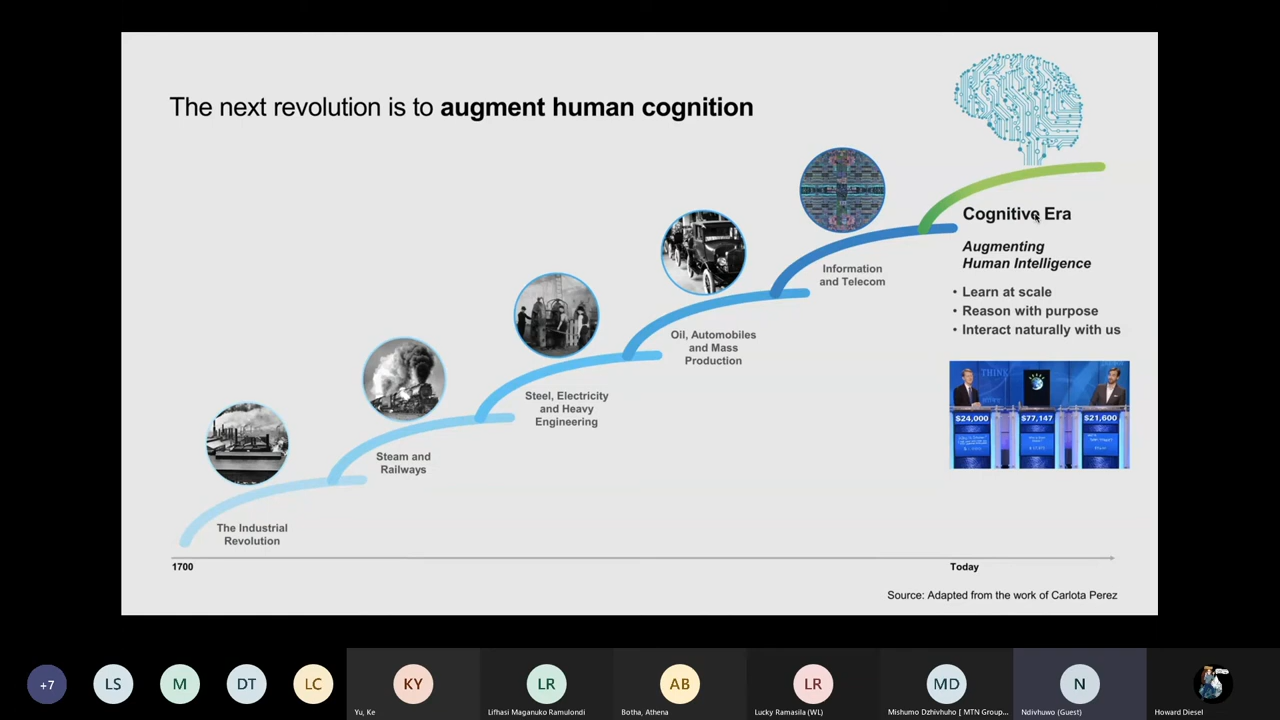 The next revolution is to augment human cognition
Cognitive Era
Augmenting
Human Intelligence
• Learn at scale
• Reason with purpose
• Interact naturally with us
Information
and Telecom
Oil, Automobiles
and Mass
Production
Steel, Electricity
and Heavy
Engineering
Steam and
Railways
The Industrial
Revolution
THINK
$24,000
$77,147
$21,600
1700
Today
Source: Adapted from the work of Carlota Perez
+7
LS
M
DT
LC
KY
LR
AB
LR
MD
N
Yu, Ke
Lifhasi Maganuko Ramulondi
Botha, Athena
Lucky Ramasila (WL)
Mishumo Dzhivhuho [ MTN Group...
Ndivhuwo (Guest)
Howard Diesel